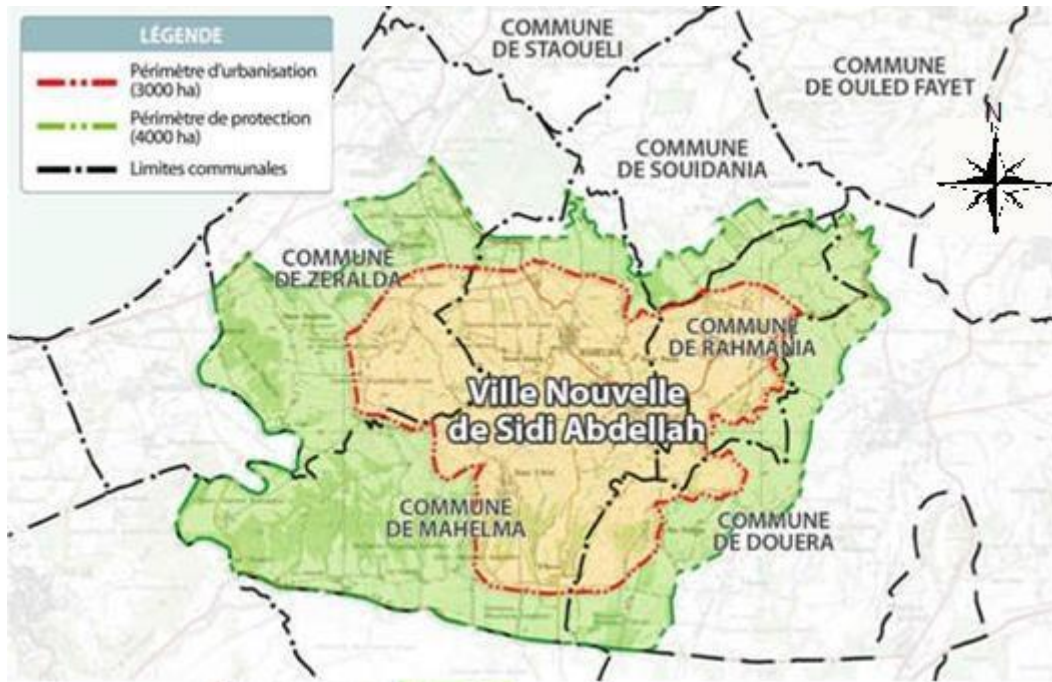 LÉGENDE
Périmètre d'urbanisation
(3000 ha)
Périmètre de protection
(4000 ha)
Limites communales
COMMUNE
DE STAOUELI
COMMUNE
DE OULED FAYET
N
COMMUNE
DE SOUIDANIA
COMMUNE
DE ZERALDA
COMMUNE
DE RAHMANIA
Ville Nouvelle
de Sidi Abdellah
COMMUNE
DE MAHELMA
COMMUNE
DE DOUERA